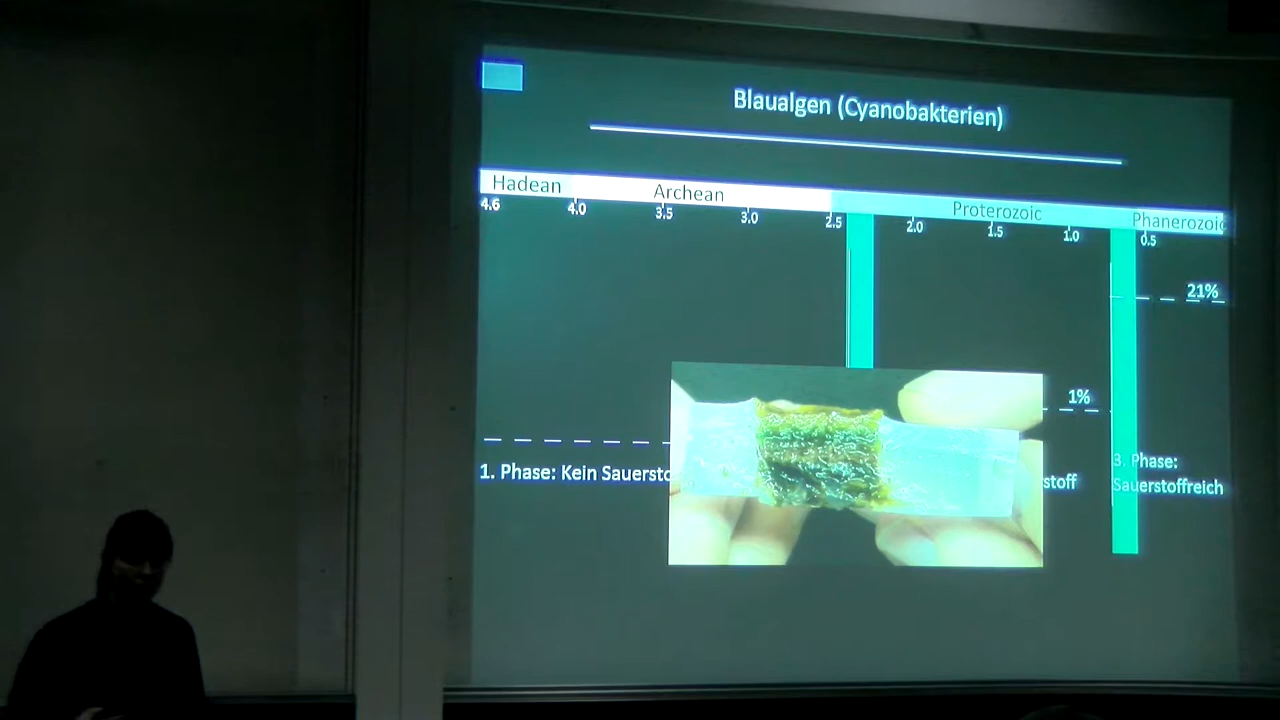 Blaualgen (Cyanobakterien)
Hadean Archean Proterozoic Phanerozoic
4.6 4.0 3.5 3.0 2.5 2.0 1.5 1.0 0.5
21%
1%
1. Phase: Kein Sauersto
stoff
3. Phase:
Sauerstoffreich